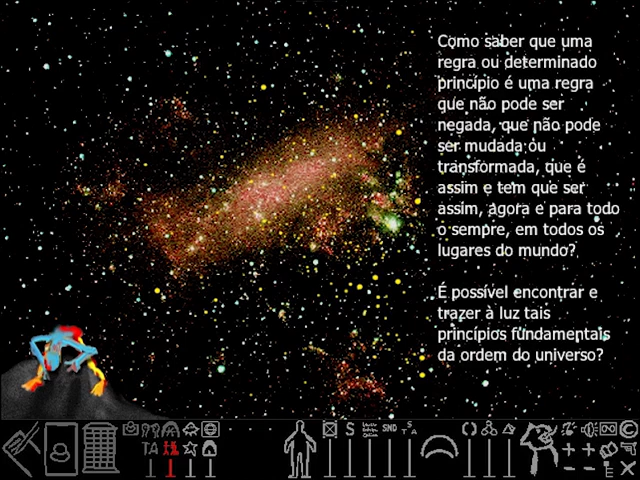 Como saber que uma
regra ou determinado
princípio é uma regra
que não pode ser
negada, que não pode
ser mudada ou
transformada, que é
assim e tem que ser
assim, agora e para todo
o sempre, em todos os
lugares do mundo?
É possível encontrar e
trazer à luz tais
princípios fundamentais
da ordem do universo?
S
SND
TA